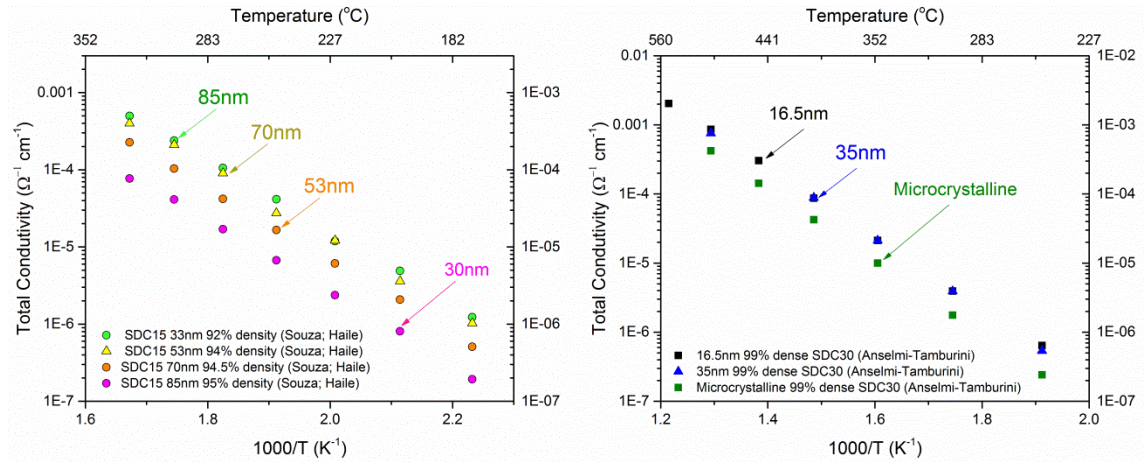 Temperature (°C)
352 283 227 182
0.001
1E-4
1E-5
1E-6
1E-7
1E-03
1E-04
1E-05
1E-06
1E-07
Total Condutivity (Ω⁻¹ cm⁻¹)
85nm
70nm
53nm
30nm
SDC15 33nm 92% density (Souza; Haile)
SDC15 53nm 94% density (Souza; Haile)
SDC15 70nm 94.5% density (Souza; Haile)
SDC15 85nm 95% density (Souza; Haile)
1.6 1.8 2.0 2.2
1000/T (K⁻¹)
Temperature (°C)
560 441 352 283 227
0.01
0.001
1E-4
1E-5
1E-6
1E-7
1E-02
1E-03
1E-04
1E-05
1E-06
1E-07
Total Condutivity (Ω⁻¹ cm⁻¹)
16.5nm
35nm
Microcrystalline
16.5nm 99% dense SDC30 (Anselmi-Tamburini)
35nm 99% dense SDC30 (Anselmi-Tamburini)
Microcrystalline 99% dense SDC30 (Anselmi-Tamburini)
1.2 1.4 1.6 1.8 2.0
1000/T (K⁻¹)